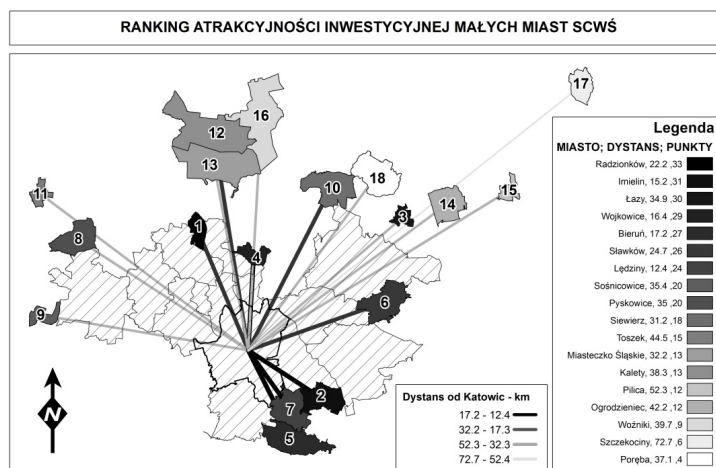 RANKING ATRAKCYJNOŚCI INWESTYCYJNEJ MAŁYCH MIAST SCWŚ
17
16
12
13
10
18
11
3
14
15
1
8
4
9
6
2
7
5
N
Dystans od Katowic - km
17.2 - 12.4
32.2 - 17.3
52.3 - 32.3
72.7 - 52.4
Legenda
MIASTO; DYSTANS; PUNKTY
Radzionków, 22.2 ,33
Imielin, 15.2 ,31
Łazy, 34.9 ,30
Wojkowice, 16.4 ,29
Bieruń, 17.2 ,27
Sławków, 24.7 ,26
Lędziny, 12.4 ,24
Sośnicowice, 35.4 ,20
Pyskowice, 35 ,20
Siewierz, 31.2 ,18
Toszek, 44.5 ,15
Miasteczko Śląskie, 32.2 ,13
Kalety, 38.3 ,13
Pilica, 52.3 ,12
Ogrodzieniec, 42.2 ,12
Woźniki, 39.7 ,9
Szczekociny, 72.7 ,6
Poręba, 37.1 ,4